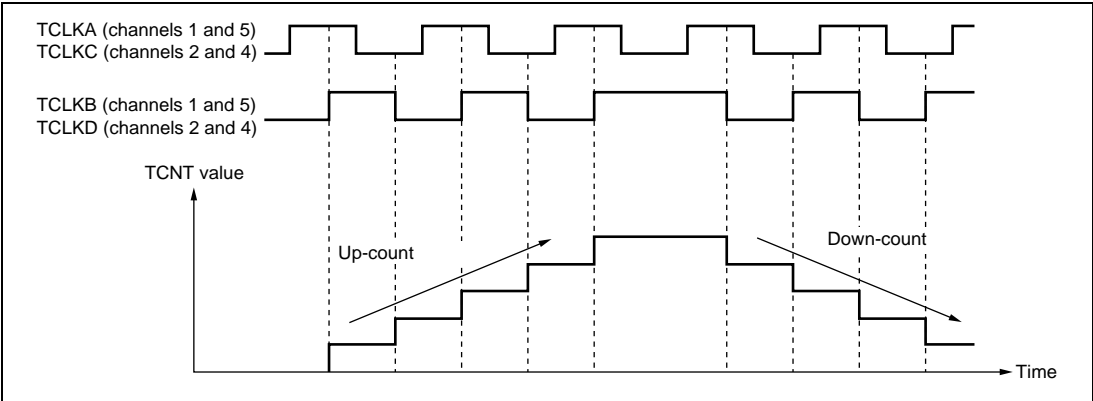 TCLKA (channels 1 and 5)
TCLKC (channels 2 and 4)
TCLKB (channels 1 and 5)
TCLKD (channels 2 and 4)
TCNT value
Up-count
Down-count
Time